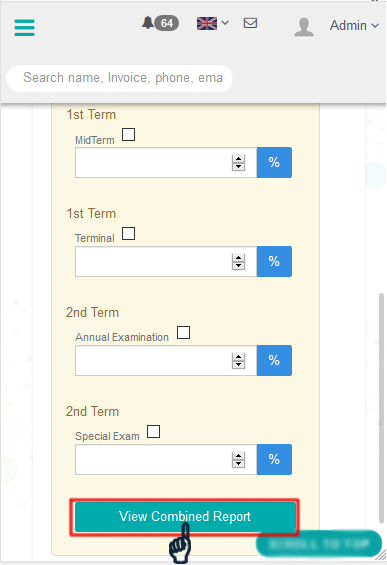 64
Admin
Search name, Invoice, phone, ema
1st Term
MidTerm
%
1st Term
Terminal
%
2nd Term
Annual Examination
%
2nd Term
Special Exam
%
View Combined Report
SCROLL TO TOP